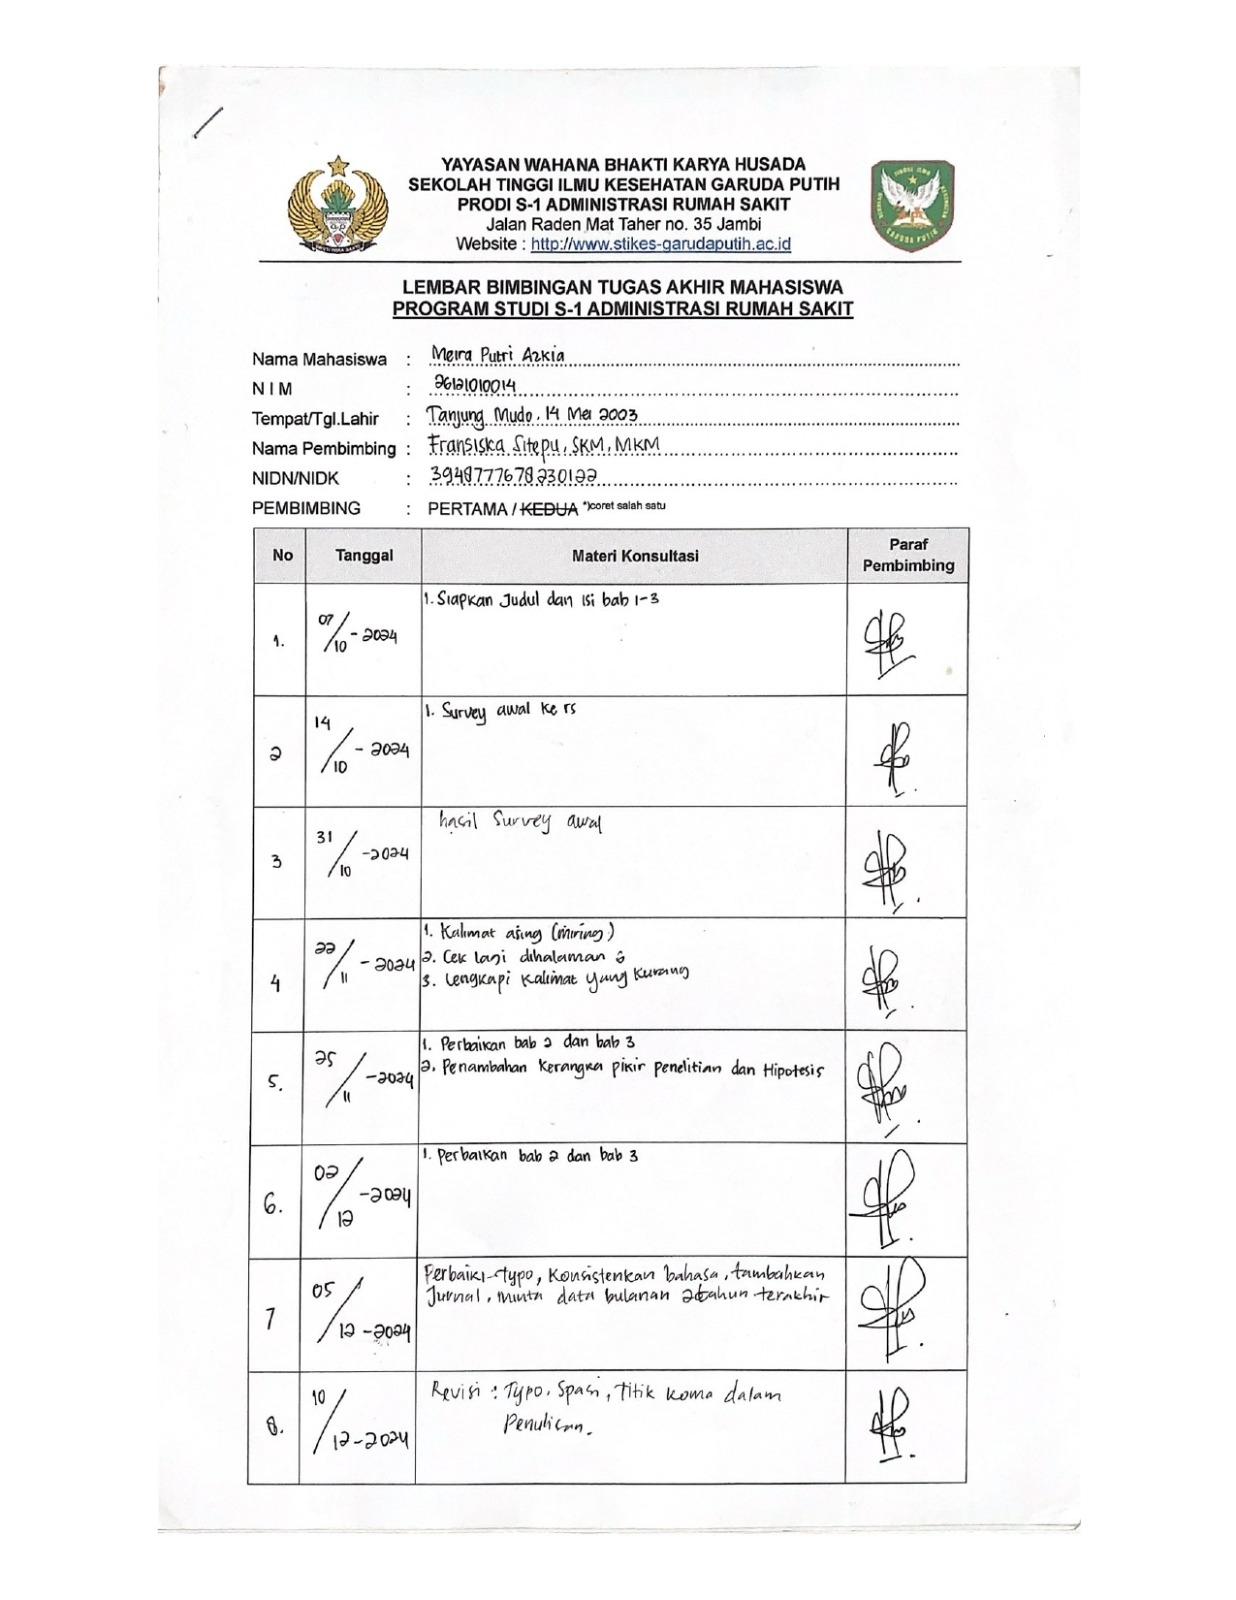 YAYASAN WAHANA BHAKTI KARYA HUSADA
SEKOLAH TINGGI ILMU KESEHATAN GARUDA PUTIH
PRODI S-1 ADMINISTRASI RUMAH SAKIT
Jalan Raden Mat Taher no. 35 Jambi
Website : http://www.stikes-garudaputih.ac.id
GARUDA PUTIH
LEMBAR BIMBINGAN TUGAS AKHIR MAHASISWA
PROGRAM STUDI S-1 ADMINISTRASI RUMAH SAKIT
Nama Mahasiswa : Meira Putri Azkia
N I M : 26121010014
Tempat/Tgl.Lahir : Tanjung Mudo, 14 Mei 2003
Nama Pembimbing : Fransiska Sitepu, SKM, MKM
NIDN/NIDK : 3948777678230122
PEMBIMBING : PERTAMA / KEDUA *)coret salah satu
No Tanggal Materi Konsultasi Paraf Pembimbing
1. 07/10 - 2024 1. Siapkan Judul dan isi bab 1-3
2 14/10 - 2024 1. Survey awal ke rs
3 31/10 -2024 hasil Survey awal
4 22/11 - 2024 1. Kalimat asing (miring)
2. Cek lagi dihalaman 6
3. Lengkapi kalimat yang kurang
5. 25/11 -2024 1. Perbaikan bab 2 dan bab 3
2. Penambahan kerangka pikir penelitian dan Hipotesis
6. 02/12 -2024 1. Perbaikan bab 2 dan bab 3
7 05/12 -2024 Perbaiki typo, konsistenkan bahasa, tambahkan
Jurnal, minta data bulanan 2 tahun terakhir
8. 10/12-2024 Revisi : Typo, Spasi, Titik koma dalam
Penulisan.